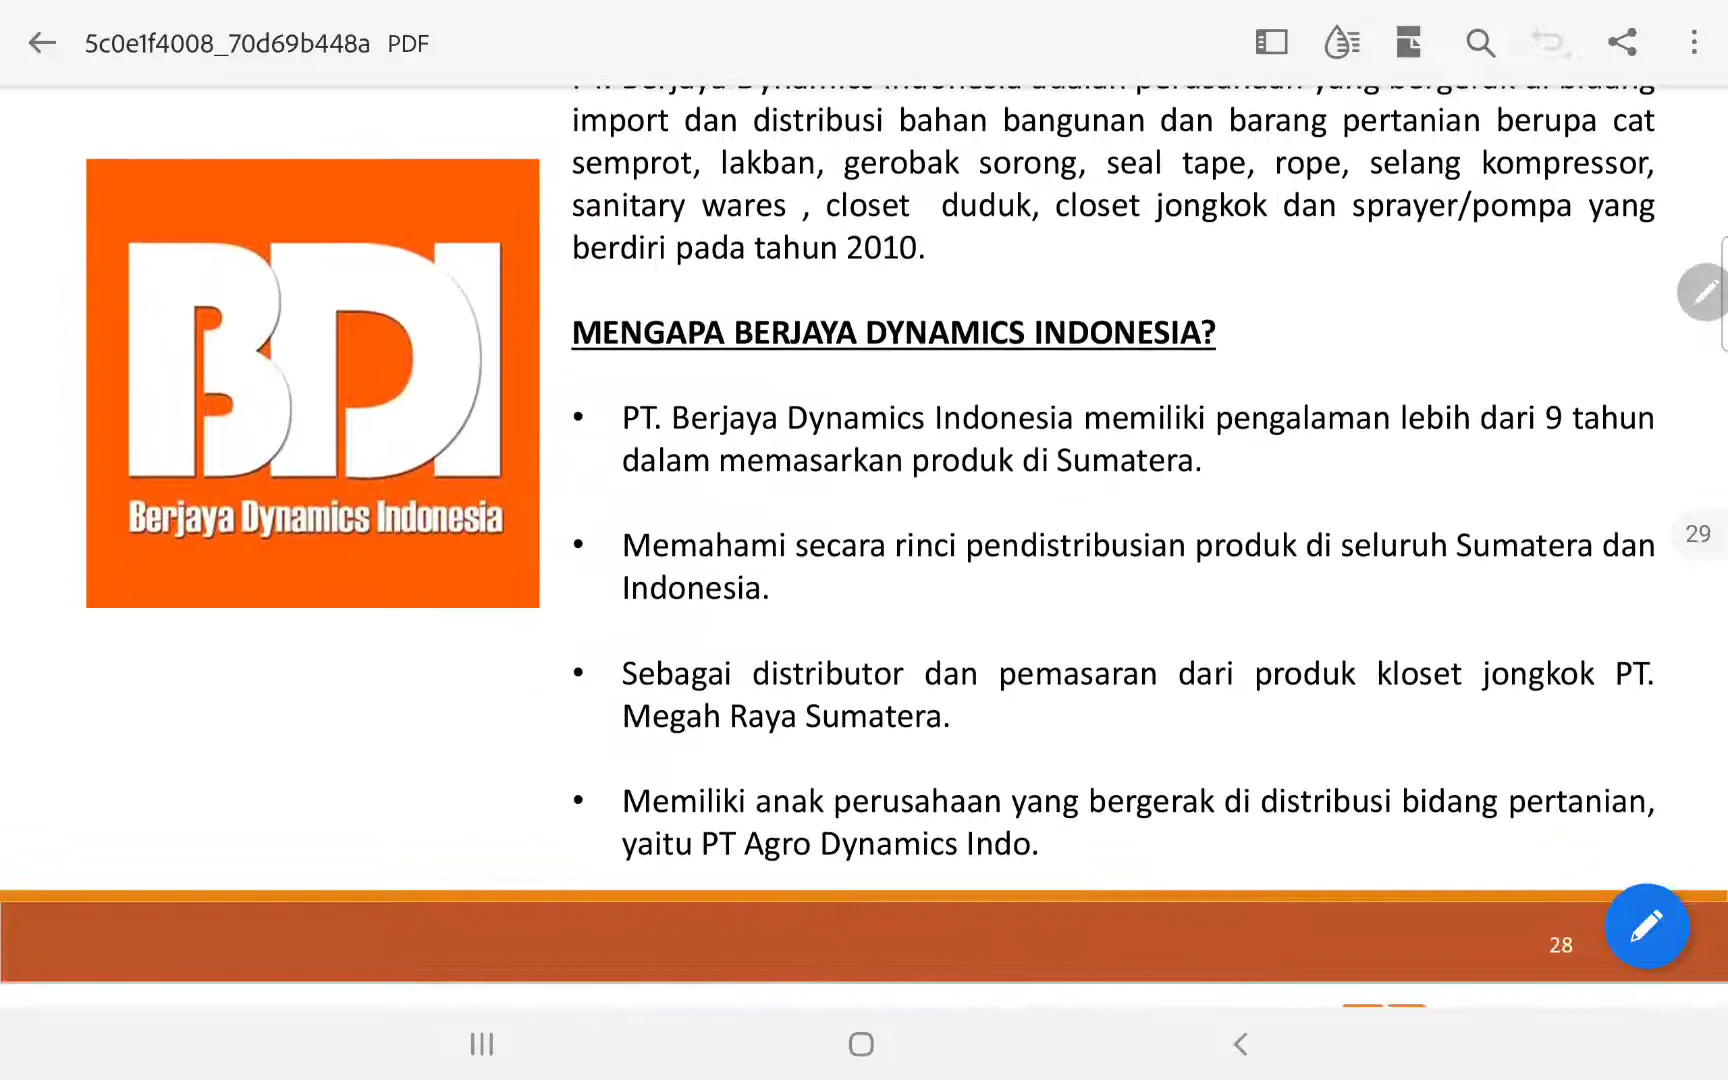 5c0e1f4008_70d69b448a PDF
import dan distribusi bahan bangunan dan barang pertanian berupa cat
semprot, lakban, gerobak sorong, seal tape, rope, selang kompressor,
sanitary wares , closet duduk, closet jongkok dan sprayer/pompa yang
berdiri pada tahun 2010.
BDI
Berjaya Dynamics Indonesia
MENGAPA BERJAYA DYNAMICS INDONESIA?
• PT. Berjaya Dynamics Indonesia memiliki pengalaman lebih dari 9 tahun
dalam memasarkan produk di Sumatera.
• Memahami secara rinci pendistribusian produk di seluruh Sumatera dan
Indonesia.
29
• Sebagai distributor dan pemasaran dari produk kloset jongkok PT.
Megah Raya Sumatera.
• Memiliki anak perusahaan yang bergerak di distribusi bidang pertanian,
yaitu PT Agro Dynamics Indo.
28